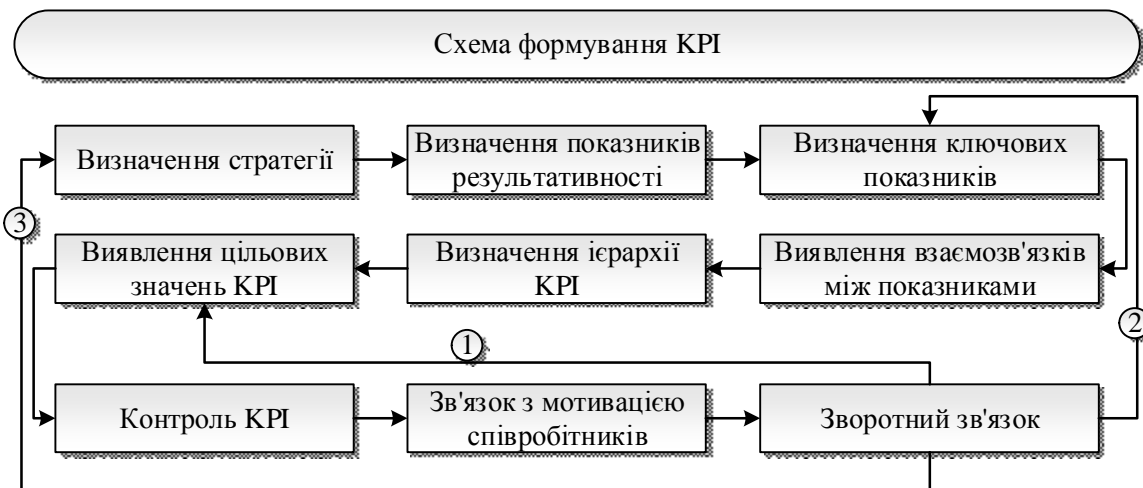 Схема формування KPI
Визначення стратегії
Визначення показників
результативності
Визначення ключових
показників
3
Виявлення цільових
значень KPI
Визначення ієрархії
KPI
Виявлення взаємозв'язків
між показниками
1
2
Контроль KPI
Зв'язок з мотивацією
співробітників
Зворотний зв'язок